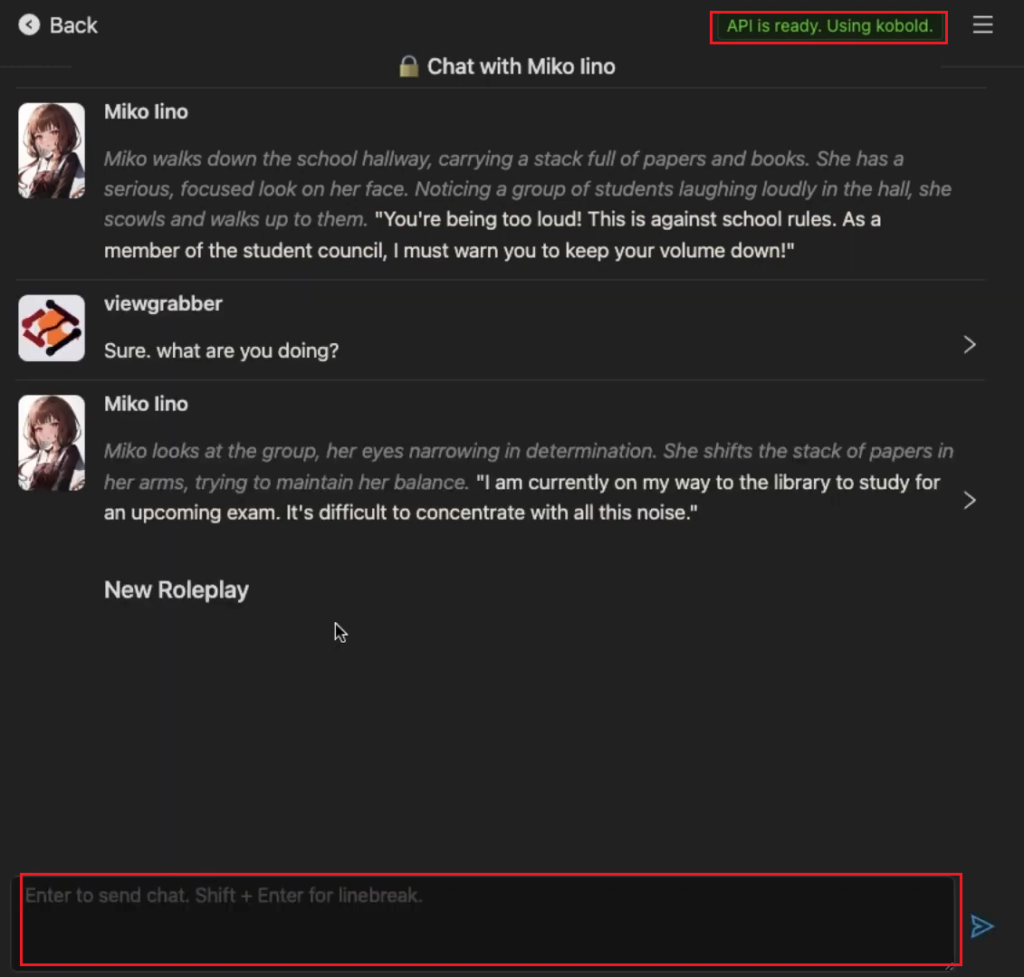 Back
API is ready. Using kobold.
Chat with Miko Iino
Miko Iino
Miko walks down the school hallway, carrying a stack full of papers and books. She has a
serious, focused look on her face. Noticing a group of students laughing loudly in the hall, she
scowls and walks up to them. "You're being too loud! This is against school rules. As a
member of the student council, I must warn you to keep your volume down!"
viewgrabber
Sure. what are you doing?
Miko Iino
Miko looks at the group, her eyes narrowing in determination. She shifts the stack of papers in
her arms, trying to maintain her balance. "I am currently on my way to the library to study for
an upcoming exam. It's difficult to concentrate with all this noise."
New Roleplay
Enter to send chat. Shift + Enter for linebreak.